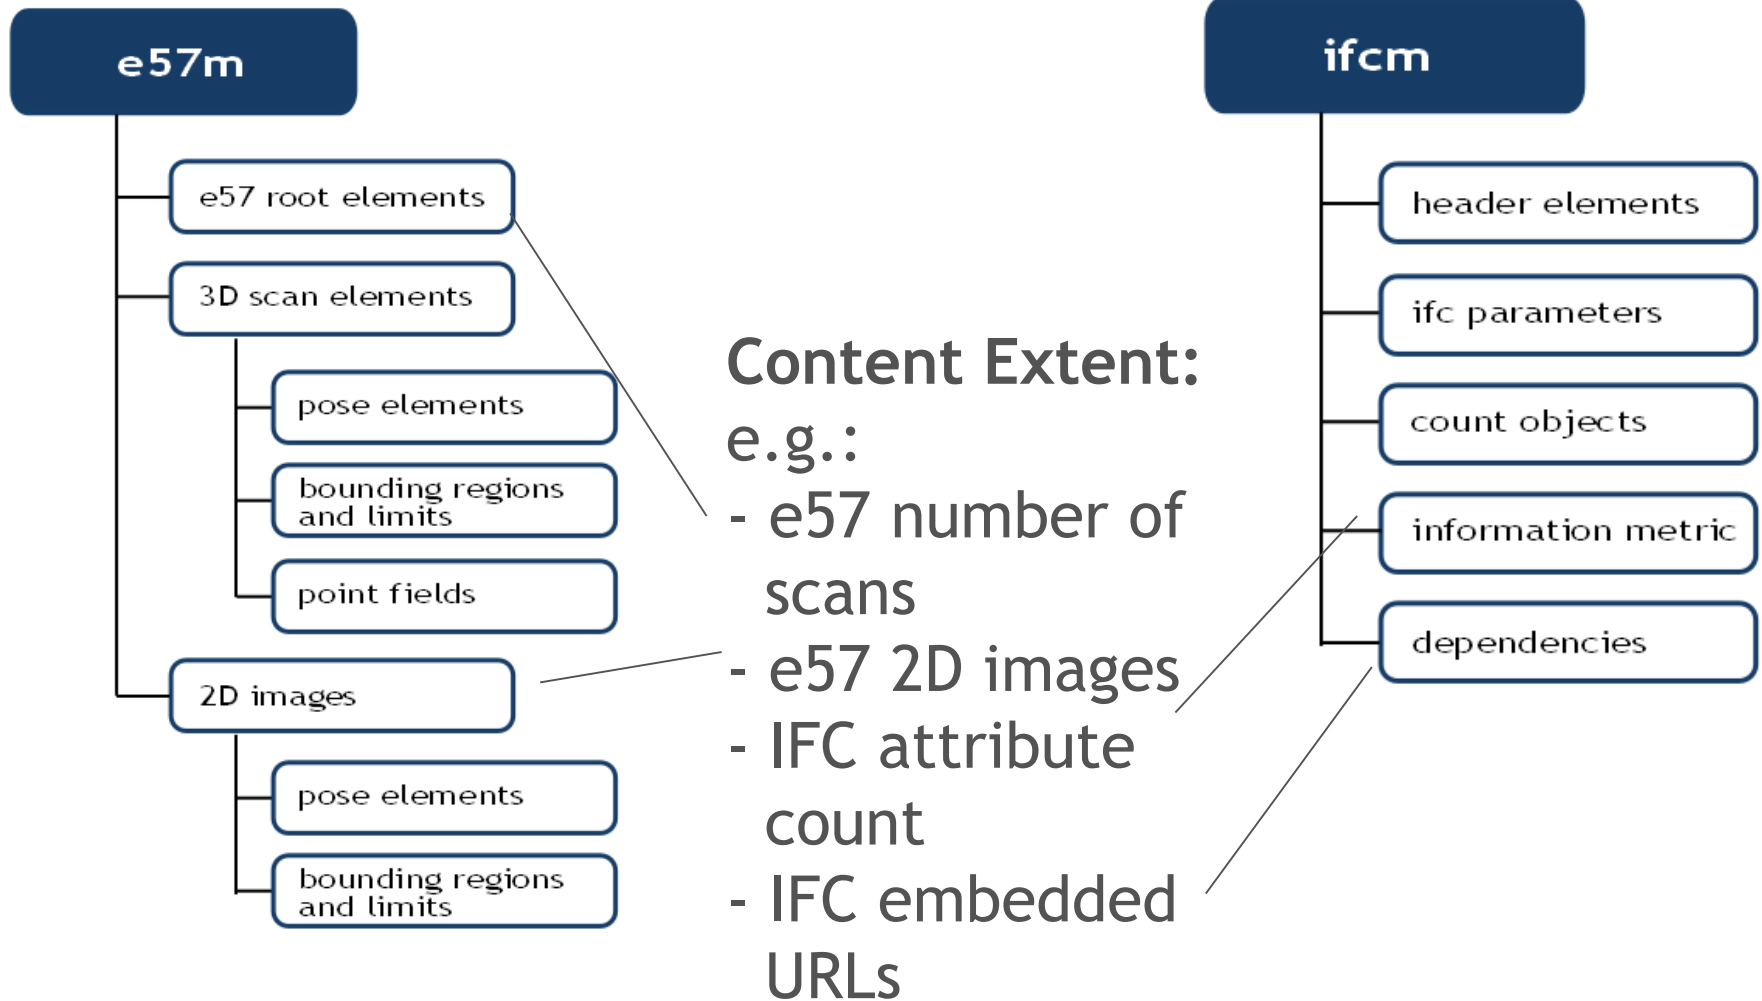 e57m
e57 root elements
3D scan elements
pose elements
bounding regions
and limits
point fields
2D images
pose elements
bounding regions
and limits
Content Extent:
e.g.:
- e57 number of
scans
- e57 2D images
- IFC attribute
count
- IFC embedded
URLs
ifcm
header elements
ifc parameters
count objects
information metric
dependencies